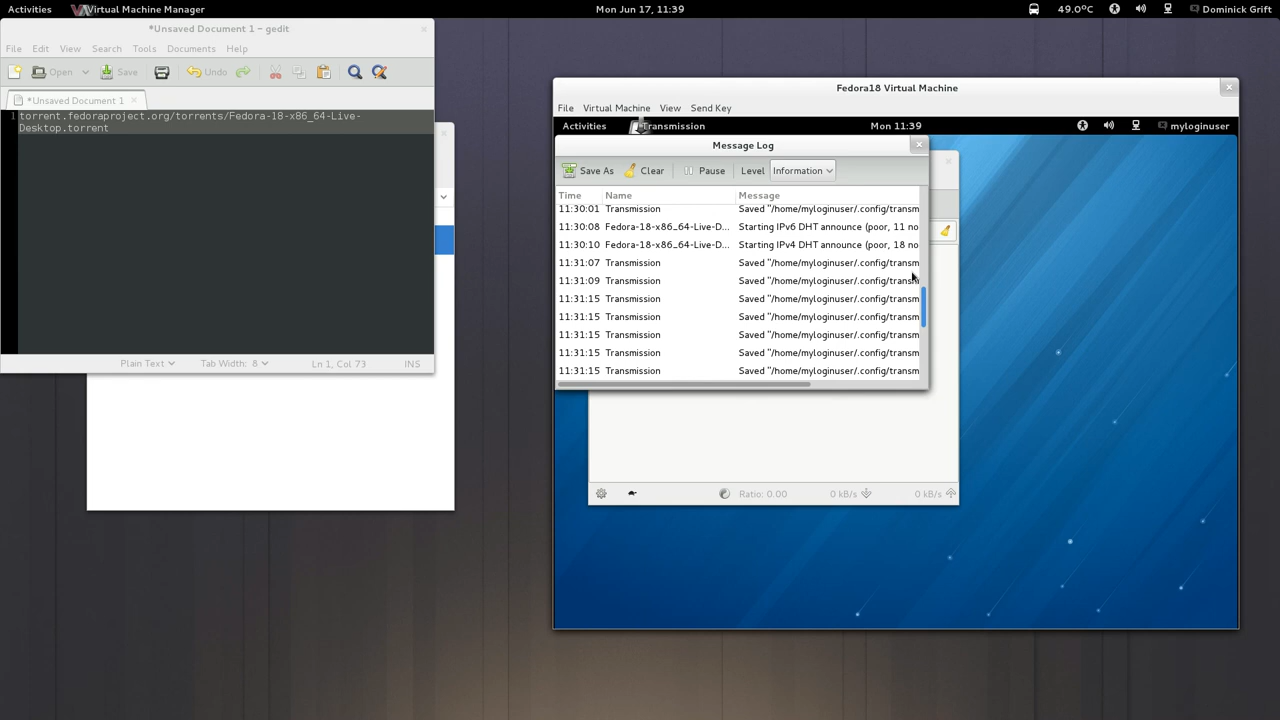 Activities Virtual Machine Manager Mon Jun 17, 11:39 49.0ºC Dominick Grift
*Unsaved Document 1 – gedit
File Edit View Search Tools Documents Help
Open Save Undo
*Unsaved Document 1
1 torrent.fedoraproject.org/torrents/Fedora-18-x86_64-Live-
Desktop.torrent
Plain Text Tab Width: 8 Ln 1, Col 73 INS
Fedora18 Virtual Machine
File Virtual Machine View Send Key
Activities Transmission Mon 11:39 myloginuser
Message Log
Save As Clear Pause Level Information
Time Name Message
11:30:01 Transmission Saved "/home/myloginuser/.config/transm
11:30:08 Fedora-18-x86_64-Live-D... Starting IPv6 DHT announce (poor, 11 no
11:30:10 Fedora-18-x86_64-Live-D... Starting IPv4 DHT announce (poor, 18 no
11:31:07 Transmission Saved "/home/myloginuser/.config/transm
11:31:09 Transmission Saved "/home/myloginuser/.config/transm
11:31:15 Transmission Saved "/home/myloginuser/.config/transm
11:31:15 Transmission Saved "/home/myloginuser/.config/transm
11:31:15 Transmission Saved "/home/myloginuser/.config/transm
11:31:15 Transmission Saved "/home/myloginuser/.config/transm
11:31:15 Transmission Saved "/home/myloginuser/.config/transm
Ratio: 0.00 0 kB/s 0 kB/s